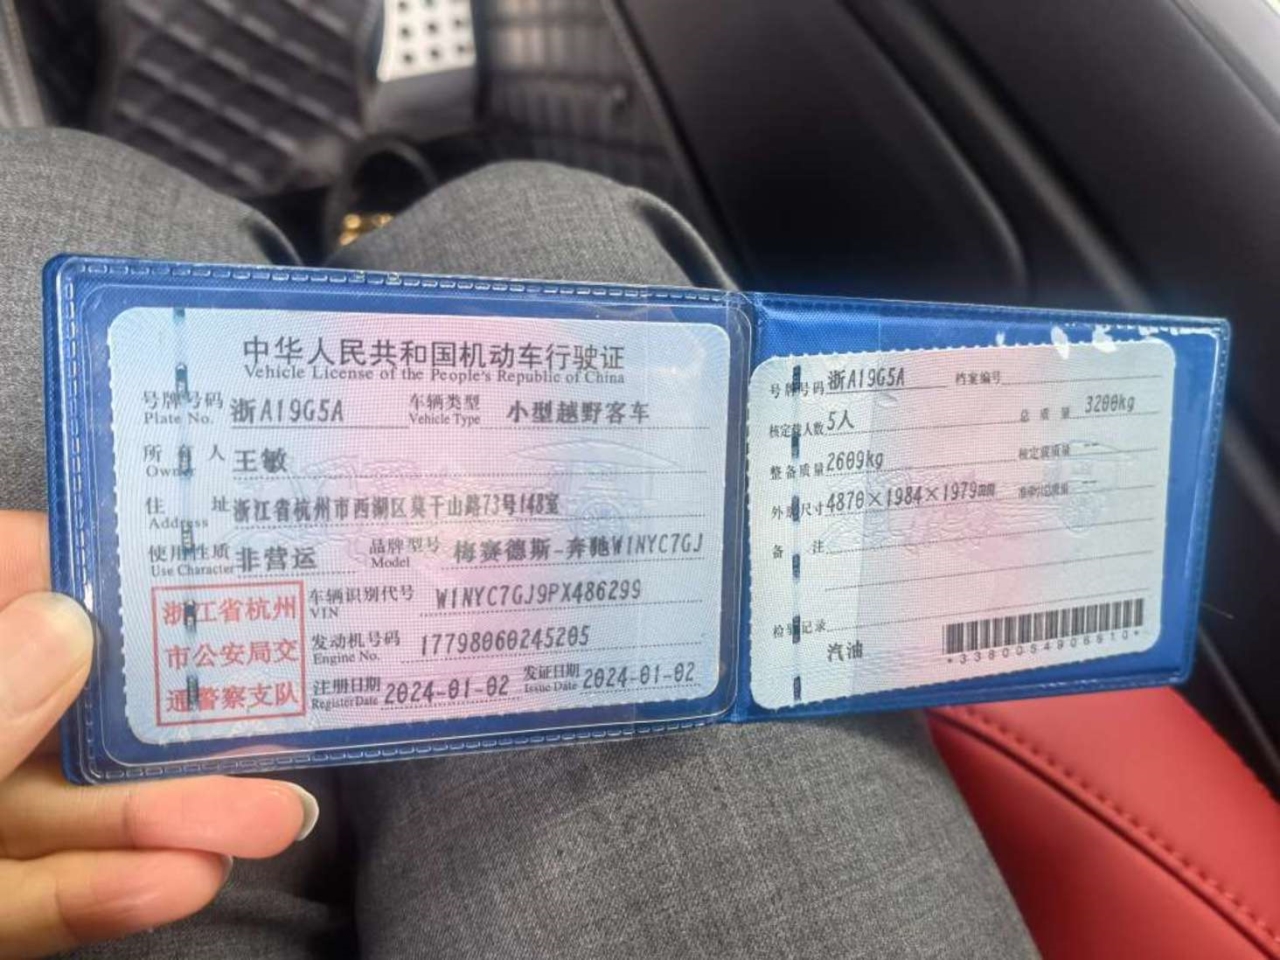 中华人民共和国机动车行驶证
Vehicle License of the People's Republic of China
号牌号码 浙A19G5A 车辆类型 小型越野客车
Plate No. Vehicle Type
所有人 王敏
Owner
住址 浙江省杭州市西湖区莫干山路73号148室
Address
使用性质 非营运 品牌型号 梅赛德斯-奔驰W1NYC7GJ
Use Character Model
浙江省杭州
市公安局交
通警察支队
车辆识别代号 W1NYC7GJ9PX486299
VIN
发动机号码 17798060245205
Engine No.
注册日期 2024-01-02 发证日期 2024-01-02
Register Date Issue Date
号牌号码 浙A19G5A 档案编号
核定载人数 5人 总质量 3200kg
整备质量 2609kg 核定载质量 --
外廓尺寸 4870×1984×1979mm 准牵引总质量 --
备注
检验记录
汽油
*3380054906610*